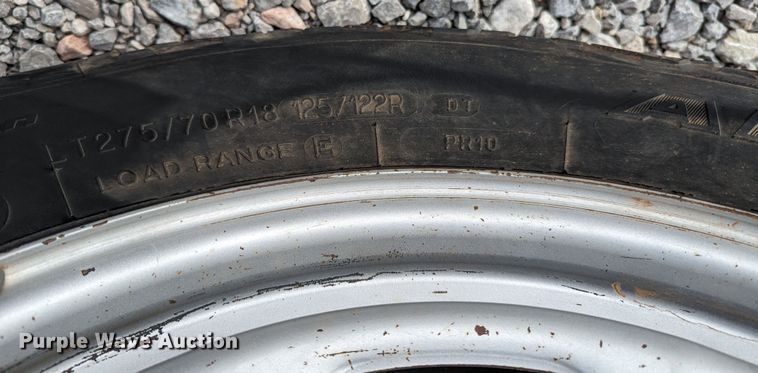 LT275/70R18 125/122R DT
LOAD RANGE E PR10
Purple Wave Auction